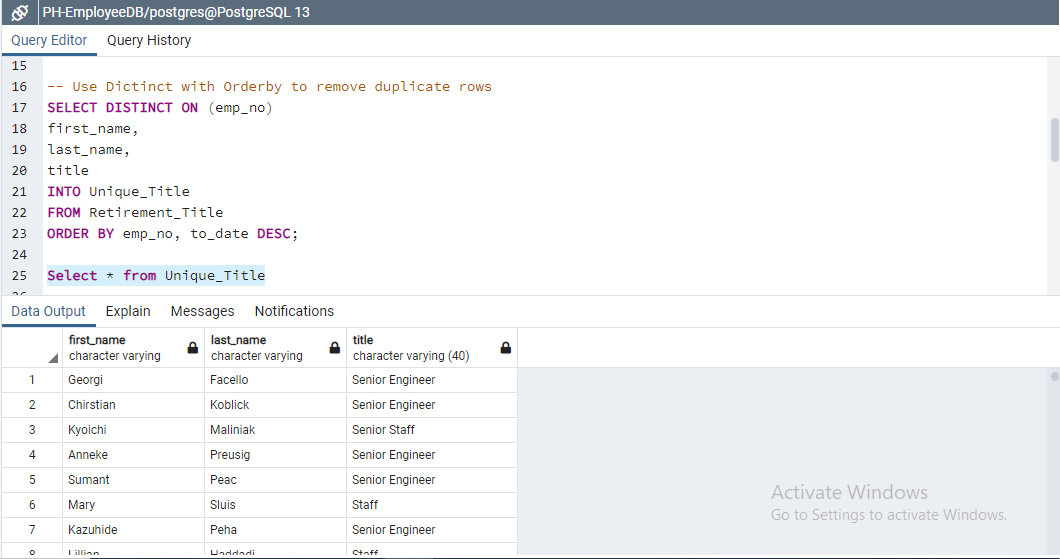 PH-EmployeeDB/postgres@PostgreSQL 13
Query Editor Query History
15
16 -- Use Dictinct with Orderby to remove duplicate rows
17 SELECT DISTINCT ON (emp_no)
18 first_name,
19 last_name,
20 title
21 INTO Unique_Title
22 FROM Retirement_Title
23 ORDER BY emp_no, to_date DESC;
24
25 Select * from Unique_Title
Data Output Explain Messages Notifications
first_name last_name title
character varying character varying character varying (40)
1 Georgi Facello Senior Engineer
2 Chirstian Koblick Senior Engineer
3 Kyoichi Maliniak Senior Staff
4 Anneke Preusig Senior Engineer
5 Sumant Peac Senior Engineer
6 Mary Sluis Staff
7 Kazuhide Peha Senior Engineer
8 Lillian Haddadi Staff
Activate Windows
Go to Settings to activate Windows.